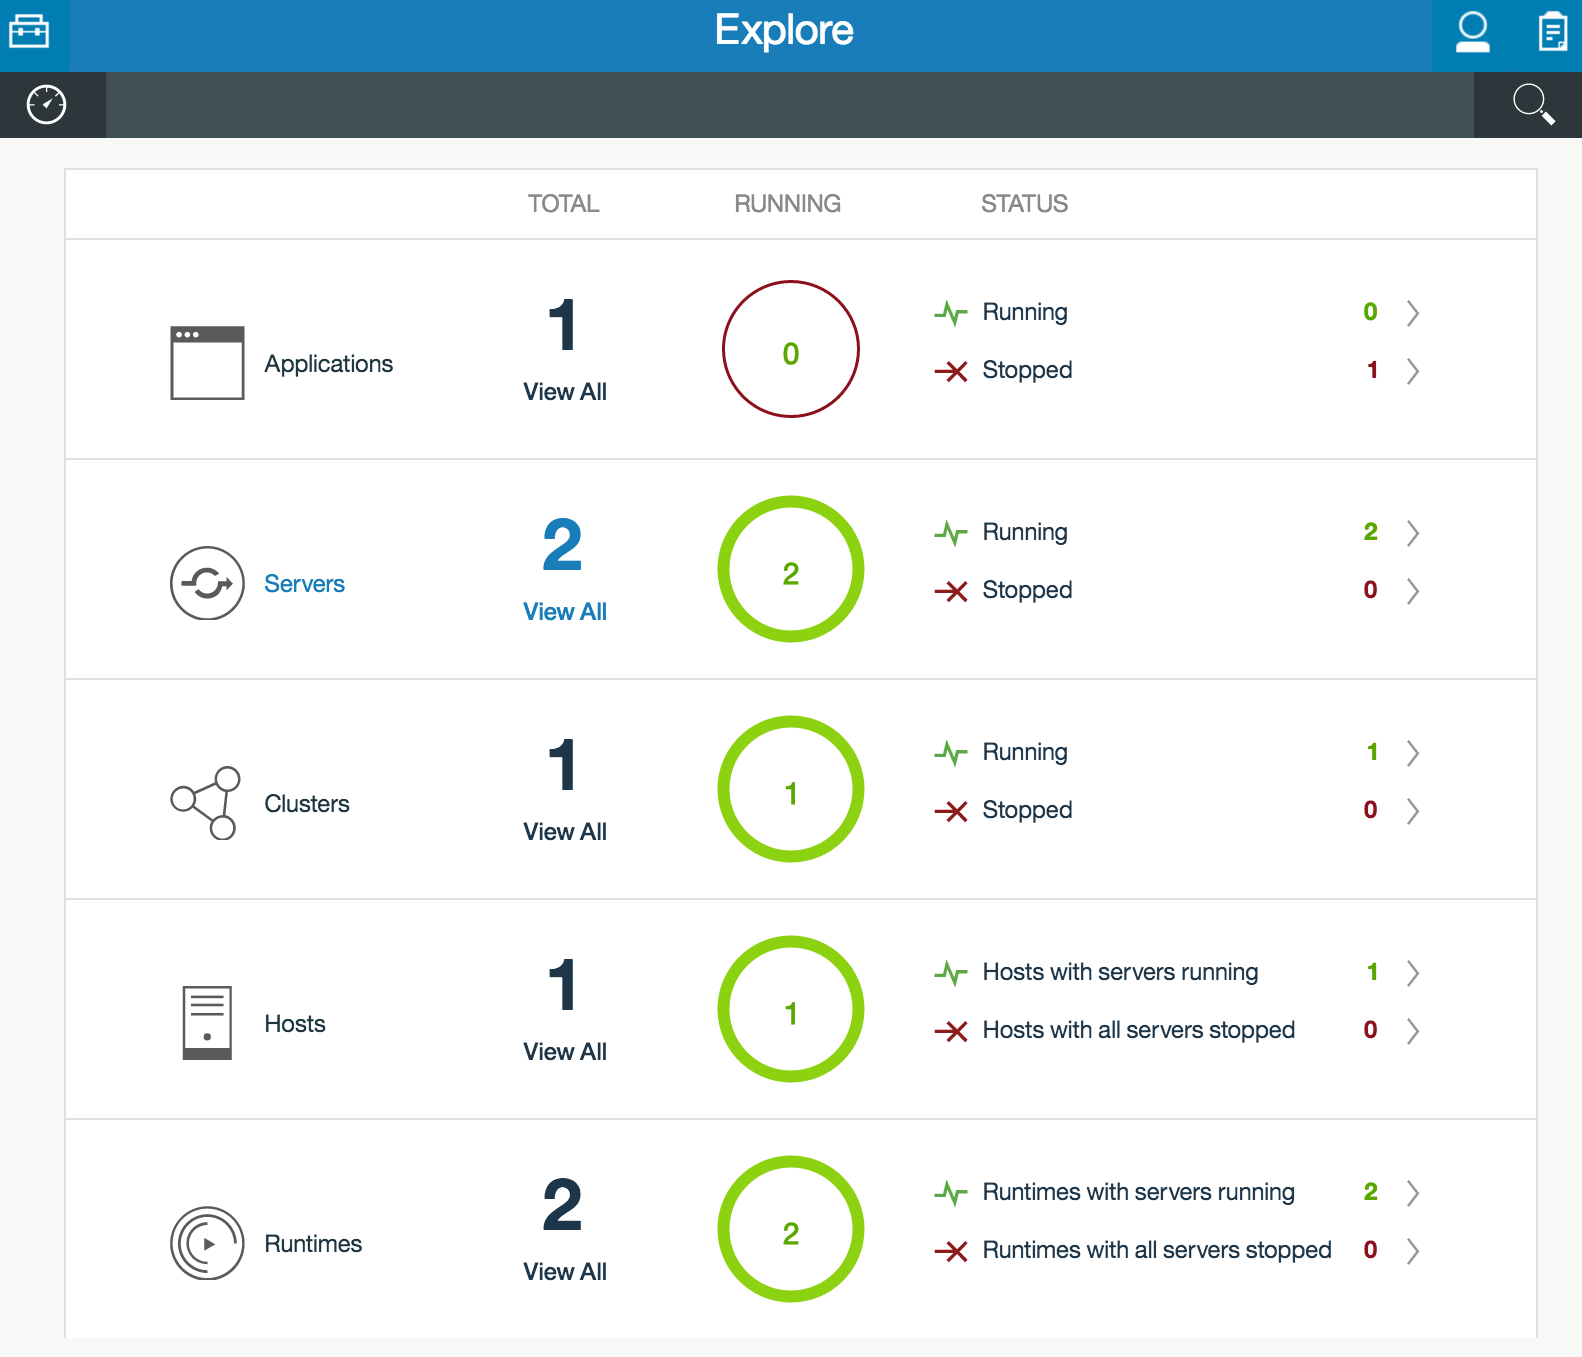 Explore
TOTAL RUNNING STATUS
Applications
1
View All
0
Running 0
Stopped 1
Servers
2
View All
2
Running 2
Stopped 0
Clusters
1
View All
1
Running 1
Stopped 0
Hosts
1
View All
1
Hosts with servers running 1
Hosts with all servers stopped 0
Runtimes
2
View All
2
Runtimes with servers running 2
Runtimes with all servers stopped 0